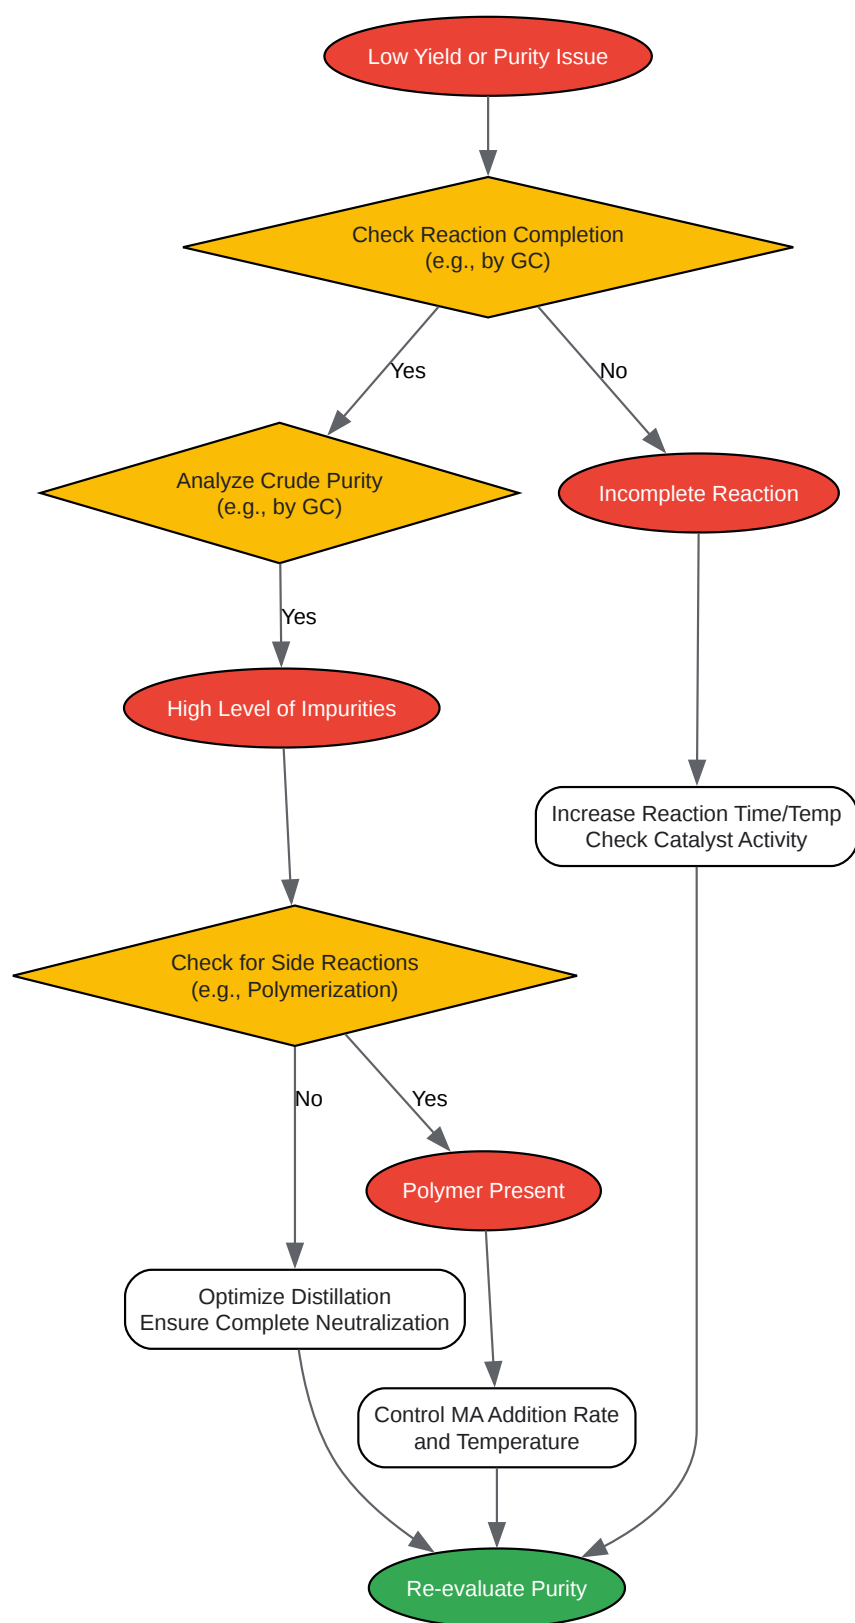 Low Yield or Purity Issue
Check Reaction Completion
(e.g., by GC)
Yes
No
Analyze Crude Purity
(e.g., by GC)
Incomplete Reaction
Yes
High Level of Impurities
Increase Reaction Time/Temp
Check Catalyst Activity
Check for Side Reactions
(e.g., Polymerization)
No
Yes
Polymer Present
Optimize Distillation
Ensure Complete Neutralization
Control MA Addition Rate
and Temperature
Re-evaluate Purity